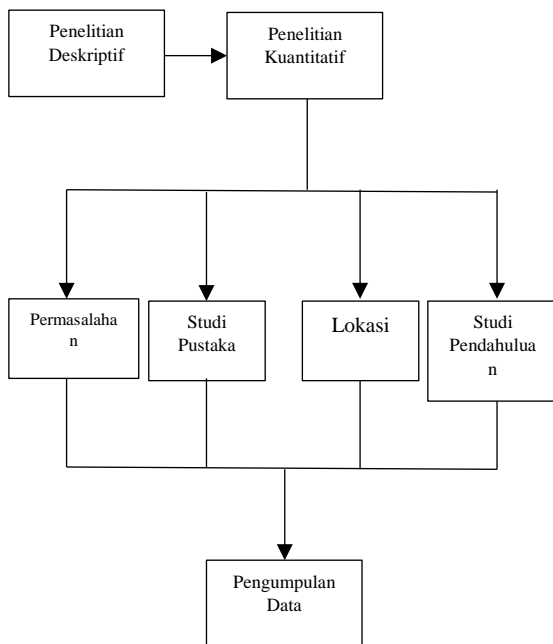 Penelitian
Deskriptif
Penelitian
Kuantitatif
Permasalaha
n
Studi
Pustaka
Lokasi
Studi
Pendahulua
n
Pengumpulan
Data